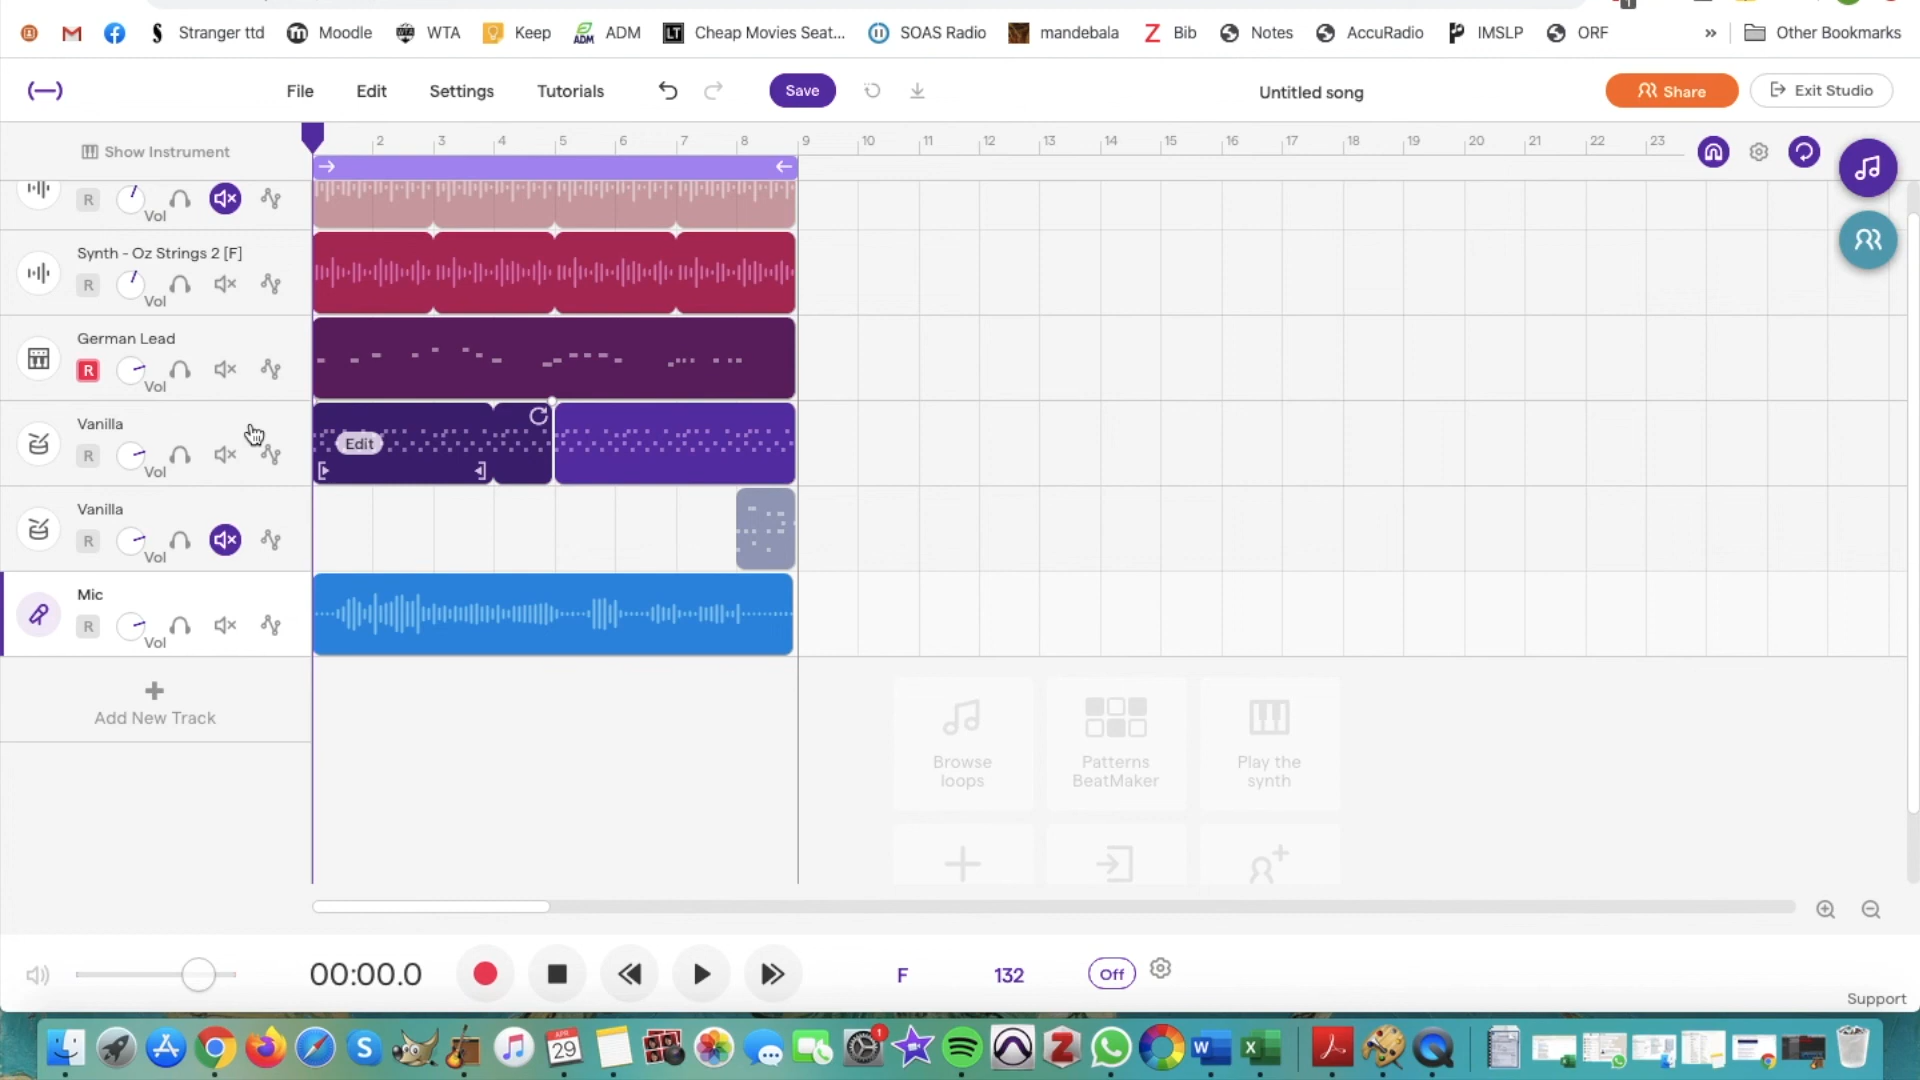 Stranger ttd Moodle WTA Keep ADM Cheap Movies Seat... SOAS Radio mandebala Bib Notes AccuRadio IMSLP ORF » Other Bookmarks
File Edit Settings Tutorials Save Untitled song Share Exit Studio
Show Instrument
2 3 4 5 6 7 8 9 10 11 12 13 14 15 16 17 18 19 20 21 22 23
R Vol
Synth - Oz Strings 2 [F]
R Vol
German Lead
R Vol
Vanilla
Edit
R Vol
Vanilla
R Vol
Mic
R Vol
Add New Track
Browse loops
Patterns BeatMaker
Play the synth
00:00.0 F 132 Off
Support
APR
29
1